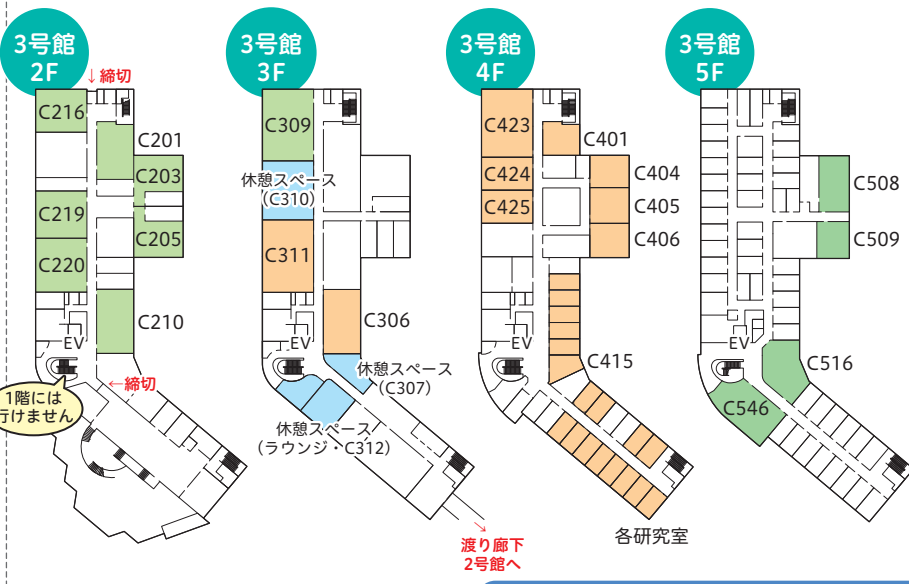 3号館
2F
↓締切
C216
C201
C203
C219
C205
C220
C210
EV
←締切
1階には
行けません
3号館
3F
C309
休憩スペース
（C310）
C311
C306
EV
休憩スペース
（C307）
休憩スペース
（ラウンジ・C312）
渡り廊下
2号館へ
3号館
4F
C423
C401
C424
C404
C425
C405
C406
EV
C415
各研究室
3号館
5F
C508
C509
EV
C516
C546